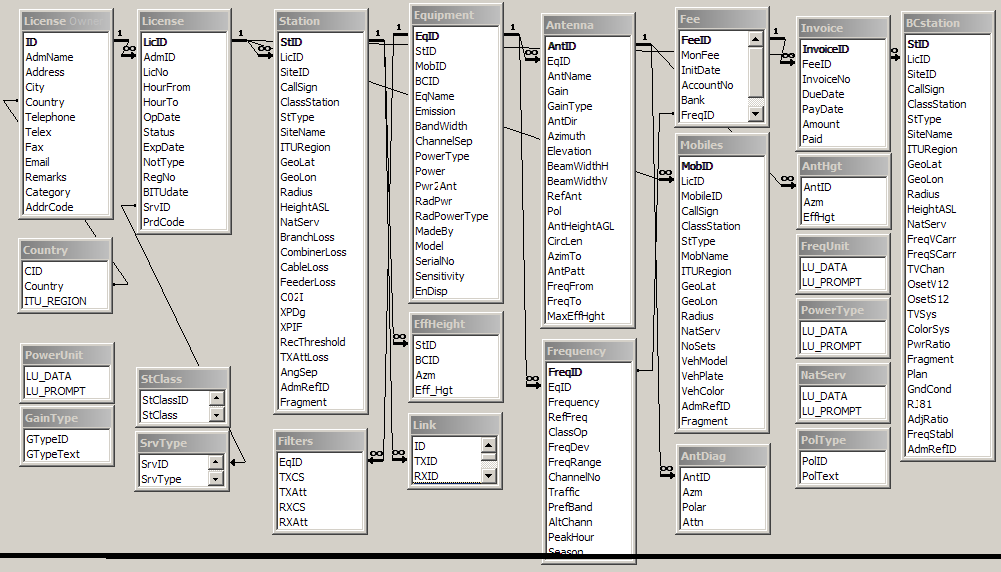 License Owner
ID
AdmName
Address
City
Country
Telephone
Telex
Fax
Email
Remarks
Category
AddrCode
License
LicID
AdmID
LicNo
HourFrom
HourTo
OpDate
Status
ExpDate
NotType
RegNo
BITUdate
SrvID
PrdCode
Station
StID
LicID
SiteID
CallSign
ClassStation
StType
SiteName
ITURegion
GeoLat
GeoLon
Radius
HeightASL
NatServ
BranchLoss
CombinerLoss
CableLoss
FeederLoss
C02I
XPDg
XPIF
RecThreshold
TXAttLoss
AngSep
AdmRefID
Fragment
Equipment
EqID
StID
MobID
BCID
EqName
Emission
BandWidth
ChannelSep
PowerType
Power
Pwr2Ant
RadPwr
RadPowerType
MadeBy
Model
SerialNo
Sensitivity
EnDisp
Antenna
AntID
EqID
AntName
Gain
GainType
AntDir
Azimuth
Elevation
BeamWidthH
BeamWidthV
RefAnt
Pol
AntHeightAGL
CircLen
AzimTo
AntPatt
FreqFrom
FreqTo
MaxEffHght
Fee
FeeID
MonFee
InitDate
AccountNo
Bank
FreqID
Invoice
InvoiceID
FeeID
InvoiceNo
DueDate
PayDate
Amount
Paid
BCstation
StID
LicID
SiteID
CallSign
ClassStation
StType
SiteName
ITURegion
GeoLat
GeoLon
Radius
HeightASL
NatServ
FreqVCarr
FreqSCarr
TVChan
OsetV12
OsetS12
TVSys
ColorSys
PwrRatio
Fragment
Plan
GndCond
RJ81
AdjRatio
FreqStabl
AdmRefID
Mobiles
MobID
LicID
MobileID
CallSign
ClassStation
StType
MobName
ITURegion
GeoLat
GeoLon
Radius
NatServ
NoSets
VehModel
VehPlate
VehColor
AdmRefID
Fragment
AntHgt
AntID
Azm
EffHgt
FreqUnit
LU_DATA
LU_PROMPT
PowerType
LU_DATA
LU_PROMPT
NatServ
LU_DATA
LU_PROMPT
PolType
PolID
PolText
Country
CID
Country
ITU_REGION
PowerUnit
LU_DATA
LU_PROMPT
GainType
GTypeID
GTypeText
StClass
StClassID
StClass
SrvType
SrvID
SrvType
Filters
EqID
TXCS
TXAtt
RXCS
RXAtt
EffHeight
StID
BCID
Azm
Eff_Hgt
Link
ID
TXID
RXID
Frequency
FreqID
EqID
Frequency
RefFreq
ClassOp
FreqDev
FreqRange
ChannelNo
Traffic
PrefBand
AltChann
PeakHour
Season
AntDiag
AntID
Azm
Polar
Attn
1
∞
1
∞
1
∞
1
∞
1
∞
1
∞
∞
∞
∞
∞
∞
∞
∞